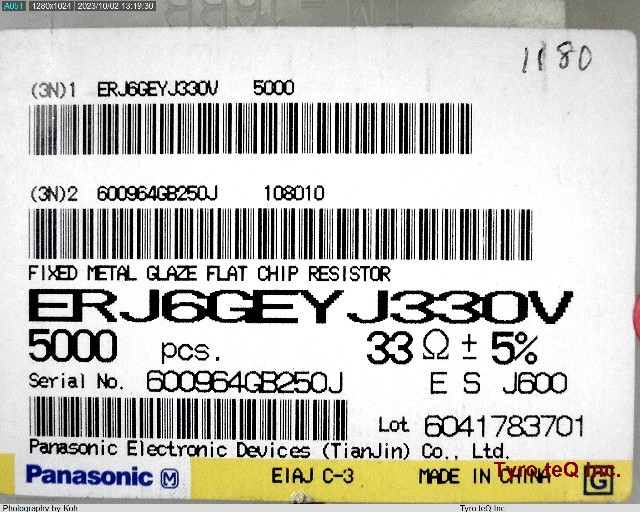 A051 1280x1024 2023/10/02 13:19:30
1180
(3N)1 ERJ6GEYJ330V 5000
(3N)2 600964GB250J 108010
FIXED METAL GLAZE FLAT CHIP RESISTOR
ERJ6GEYJ330V
5000 pcs. 33 Ω ± 5%
Serial No. 600964GB250J E S J600
Lot 6041783701
Panasonic Electronic Devices (TianJin) Co., Ltd.
Panasonic M EIAJ C-3 MADE IN CHINA G
Tyro.teQ Inc.
Photography by Koh Tyro.teQ Inc